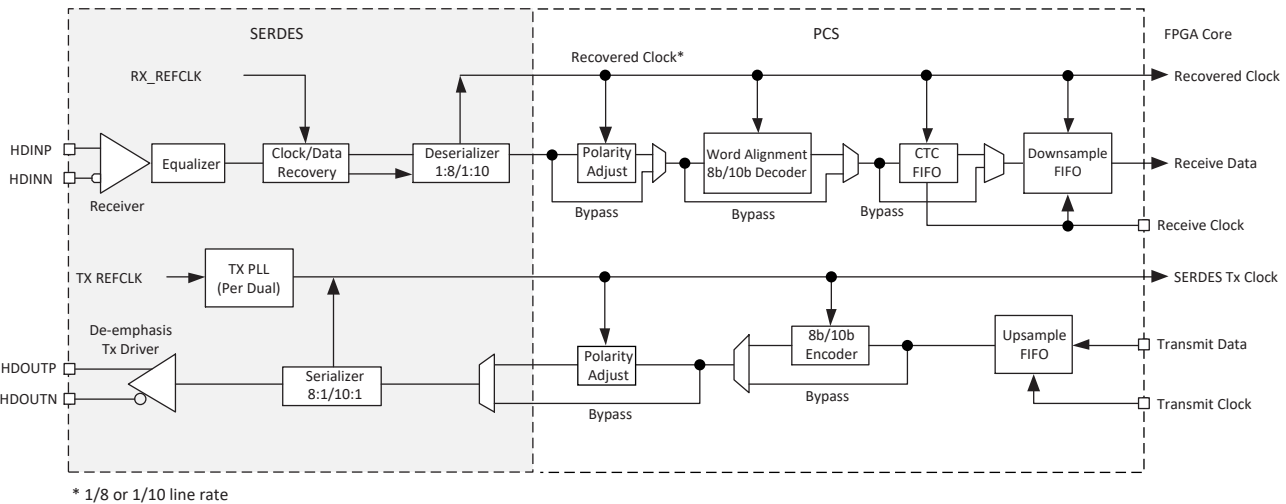 SERDES
PCS
FPGA Core
RX_REFCLK
Recovered Clock*
Recovered Clock
HDINP
HDINN
Receiver
Equalizer
Clock/Data
Recovery
Deserializer
1:8/1:10
Polarity
Adjust
Bypass
Word Alignment
8b/10b Decoder
Bypass
CTC
FIFO
Bypass
Downsample
FIFO
Receive Data
Receive Clock
TX REFCLK
TX PLL
(Per Dual)
SERDES Tx Clock
De-emphasis
Tx Driver
HDOUTP
HDOUTN
Serializer
8:1/10:1
Polarity
Adjust
Bypass
8b/10b
Encoder
Bypass
Upsample
FIFO
Transmit Data
Transmit Clock
* 1/8 or 1/10 line rate